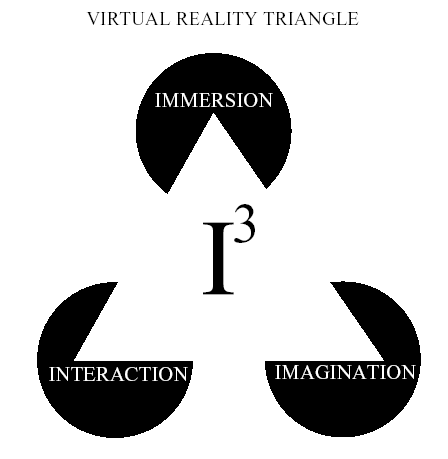 VIRTUAL REALITY TRIANGLE
IMMERSION
I³
INTERACTION
IMAGINATION